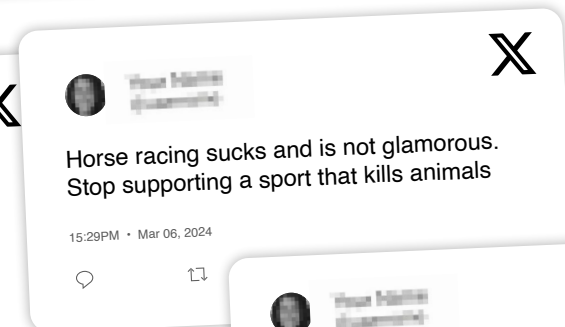 Horse racing sucks and is not glamorous.
Stop supporting a sport that kills animals
15:29PM • Mar 06, 2024